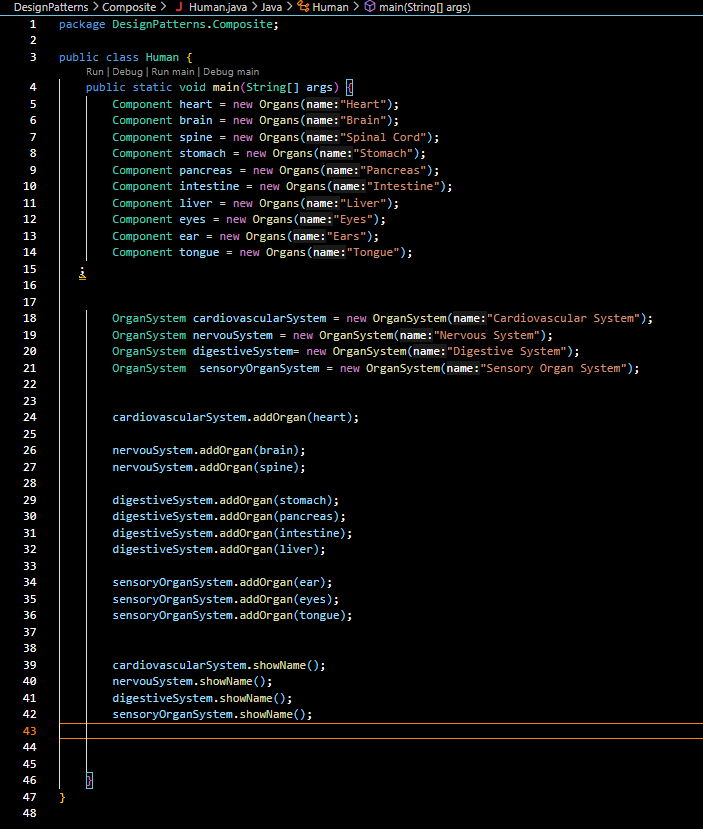 DesignPatterns > Composite > J Human.java > Java > Human > main(String[] args)
1 package DesignPatterns.Composite;
2
3 public class Human {
Run | Debug | Run main | Debug main
4 public static void main(String[] args) {
5 Component heart = new Organs(name:"Heart");
6 Component brain = new Organs(name:"Brain");
7 Component spine = new Organs(name:"Spinal Cord");
8 Component stomach = new Organs(name:"Stomach");
9 Component pancreas = new Organs(name:"Pancreas");
10 Component intestine = new Organs(name:"Intestine");
11 Component liver = new Organs(name:"Liver");
12 Component eyes = new Organs(name:"Eyes");
13 Component ear = new Organs(name:"Ears");
14 Component tongue = new Organs(name:"Tongue");
15 ;
16
17
18 OrganSystem cardiovascularSystem = new OrganSystem(name:"Cardiovascular System");
19 OrganSystem nervouSystem = new OrganSystem(name:"Nervous System");
20 OrganSystem digestiveSystem= new OrganSystem(name:"Digestive System");
21 OrganSystem  sensoryOrganSystem = new OrganSystem(name:"Sensory Organ System");
22
23
24 cardiovascularSystem.addOrgan(heart);
25
26 nervouSystem.addOrgan(brain);
27 nervouSystem.addOrgan(spine);
28
29 digestiveSystem.addOrgan(stomach);
30 digestiveSystem.addOrgan(pancreas);
31 digestiveSystem.addOrgan(intestine);
32 digestiveSystem.addOrgan(liver);
33
34 sensoryOrganSystem.addOrgan(ear);
35 sensoryOrganSystem.addOrgan(eyes);
36 sensoryOrganSystem.addOrgan(tongue);
37
38
39 cardiovascularSystem.showName();
40 nervouSystem.showName();
41 digestiveSystem.showName();
42 sensoryOrganSystem.showName();
43
44
45
46 }
47 }
48